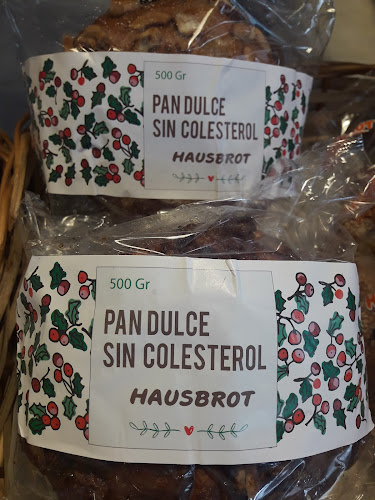 500 Gr
PAN DULCE
SIN COLESTEROL
HAUSBROT
500 Gr
PAN DULCE
SIN COLESTEROL
HAUSBROT